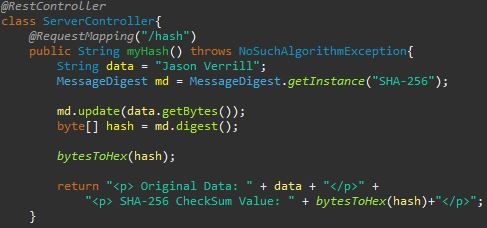 @RestController
class ServerController{
@RequestMapping("/hash")
public String myHash() throws NoSuchAlgorithmException{
String data = "Jason Verrill";
MessageDigest md = MessageDigest.getInstance("SHA-256");
md.update(data.getBytes());
byte[] hash = md.digest();
bytesToHex(hash);
return "<p> Original Data: " + data + "</p>" +
"<p> SHA-256 CheckSum Value: " + bytesToHex(hash)+"</p>";
}